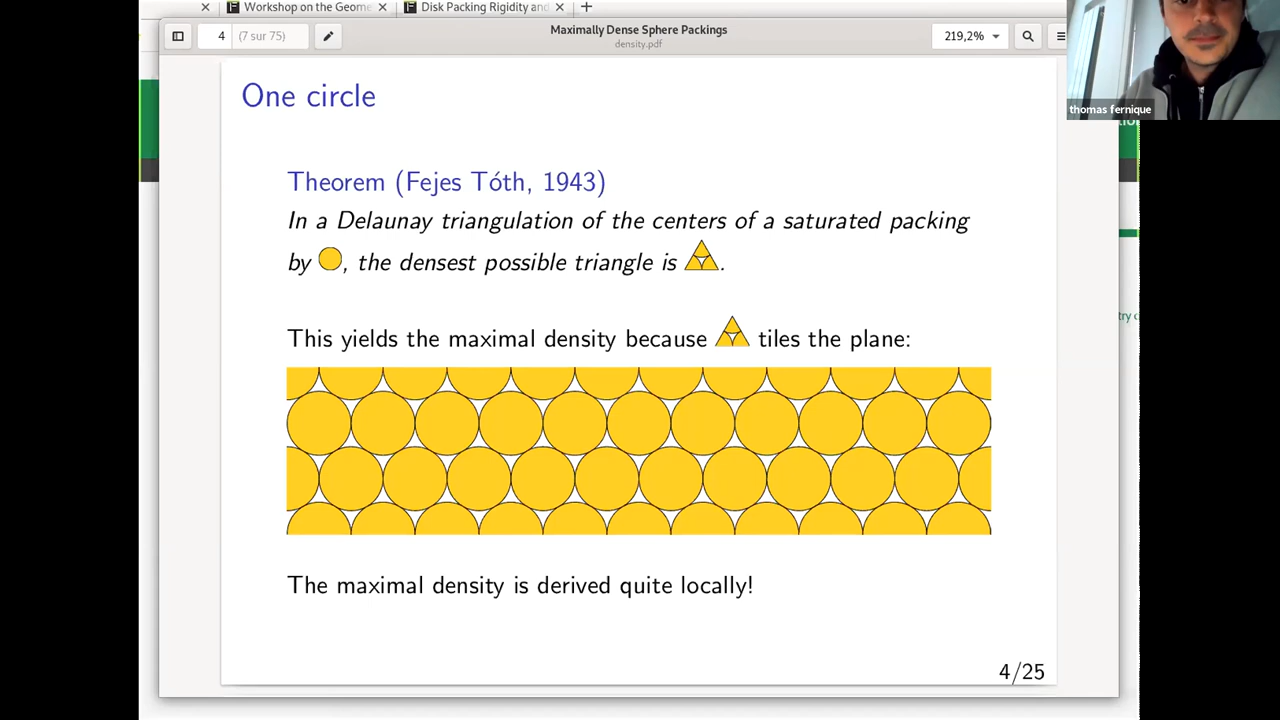 Workshop on the Geome
Disk Packing Rigidity and
4
(7 sur 75)
Maximally Dense Sphere Packings
density.pdf
219,2%
thomas fernique
One circle
Theorem (Fejes Tóth, 1943)
In a Delaunay triangulation of the centers of a saturated packing
by , the densest possible triangle is .
This yields the maximal density because tiles the plane:
The maximal density is derived quite locally!
4/25